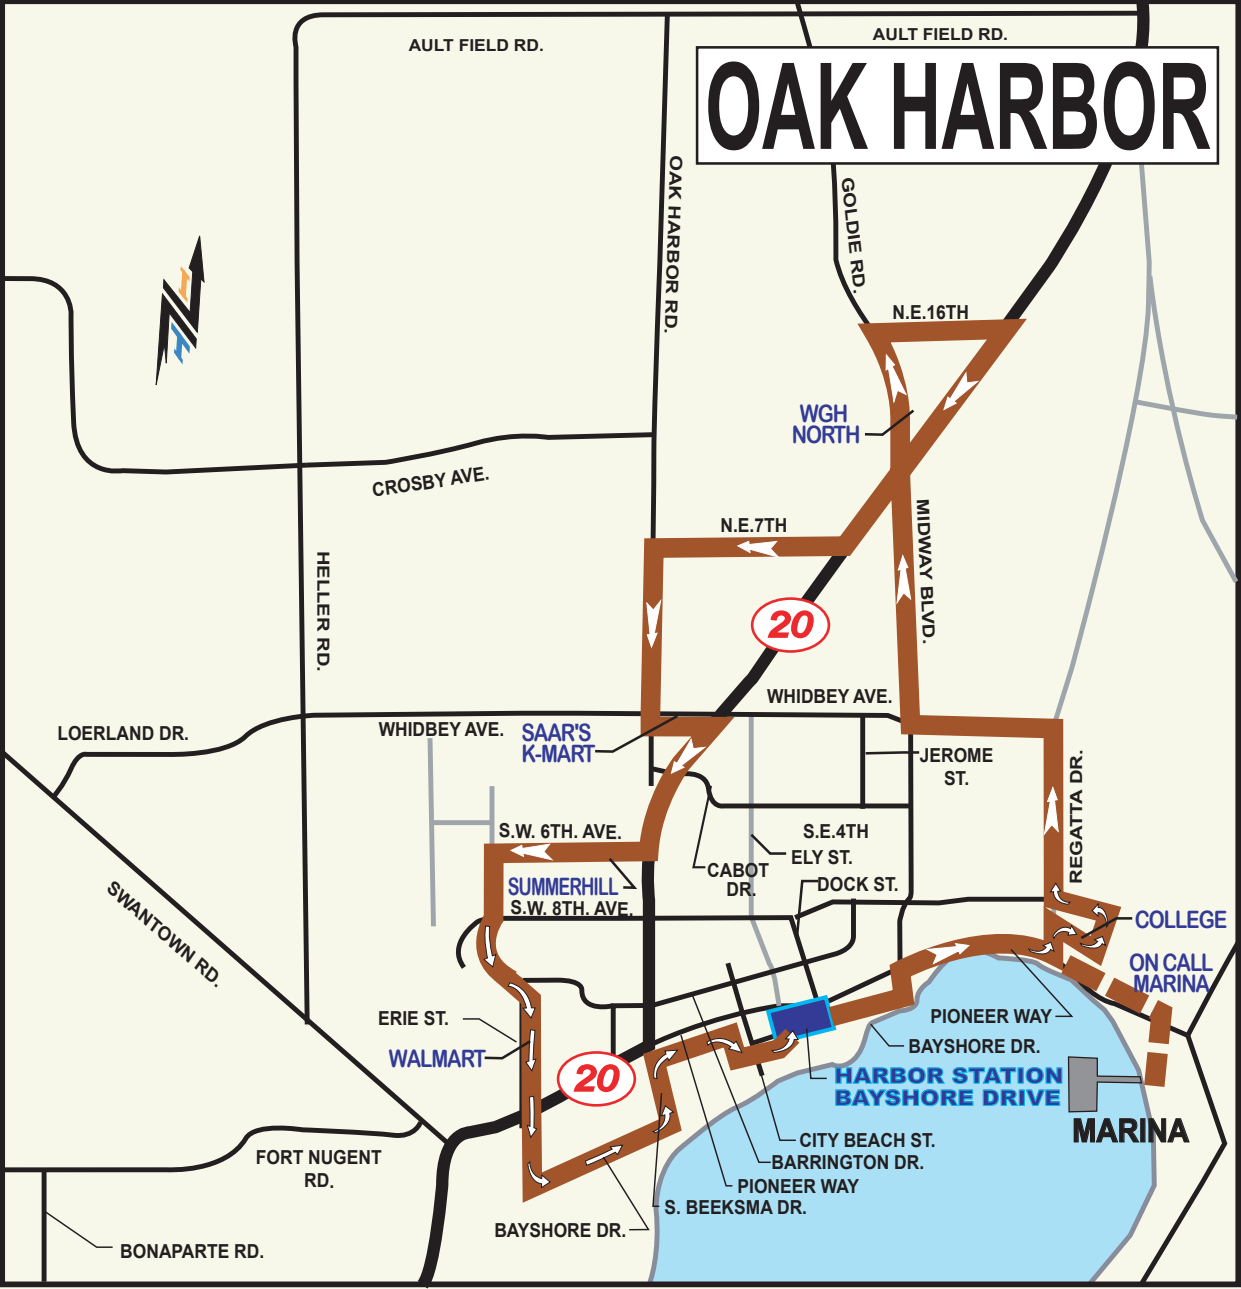 AULT FIELD RD.
AULT FIELD RD.
OAK HARBOR
OAK HARBOR RD.
GOLDIE RD.
N.E.16TH
WGH
NORTH
CROSBY AVE.
N.E.7TH
MIDWAY BLVD.
HELLER RD.
20
WHIDBEY AVE.
LOERLAND DR.
WHIDBEY AVE.
SAAR'S
K-MART
JEROME
ST.
REGATTA DR.
S.W. 6TH. AVE.
S.E.4TH
ELY ST.
CABOT
DR.
DOCK ST.
SUMMERHILL
S.W. 8TH. AVE.
SWANTOWN RD.
COLLEGE
ON CALL
MARINA
ERIE ST.
PIONEER WAY
WALMART
BAYSHORE DR.
20
HARBOR STATION
BAYSHORE DRIVE
MARINA
CITY BEACH ST.
FORT NUGENT
RD.
BARRINGTON DR.
PIONEER WAY
S. BEEKSMA DR.
BAYSHORE DR.
BONAPARTE RD.